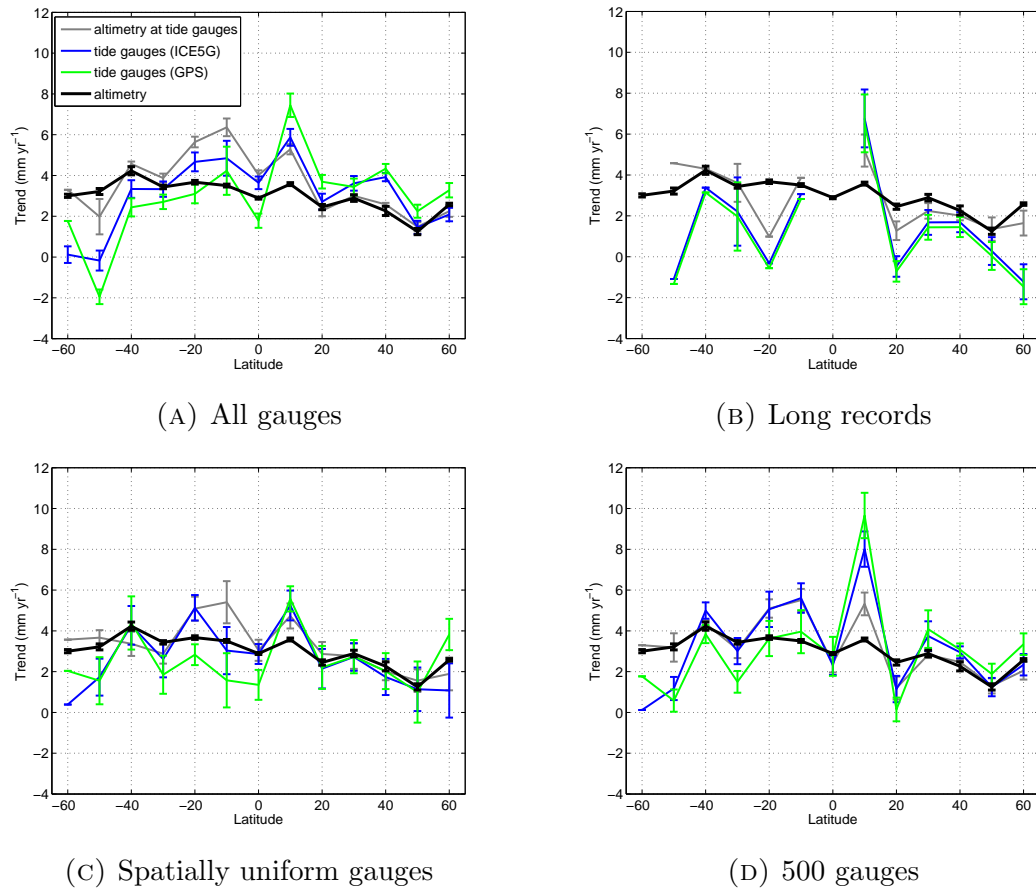 12
10
8
6
4
2
0
−2
−4
Trend (mm yr⁻¹)
altimetry at tide gauges
tide gauges (ICE5G)
tide gauges (GPS)
altimetry
−60 −40 −20 0 20 40 60
Latitude
(A) All gauges
12
10
8
6
4
2
0
−2
−4
Trend (mm yr⁻¹)
−60 −40 −20 0 20 40 60
Latitude
(B) Long records
12
10
8
6
4
2
0
−2
−4
Trend (mm yr⁻¹)
−60 −40 −20 0 20 40 60
Latitude
(C) Spatially uniform gauges
12
10
8
6
4
2
0
−2
−4
Trend (mm yr⁻¹)
−60 −40 −20 0 20 40 60
Latitude
(D) 500 gauges